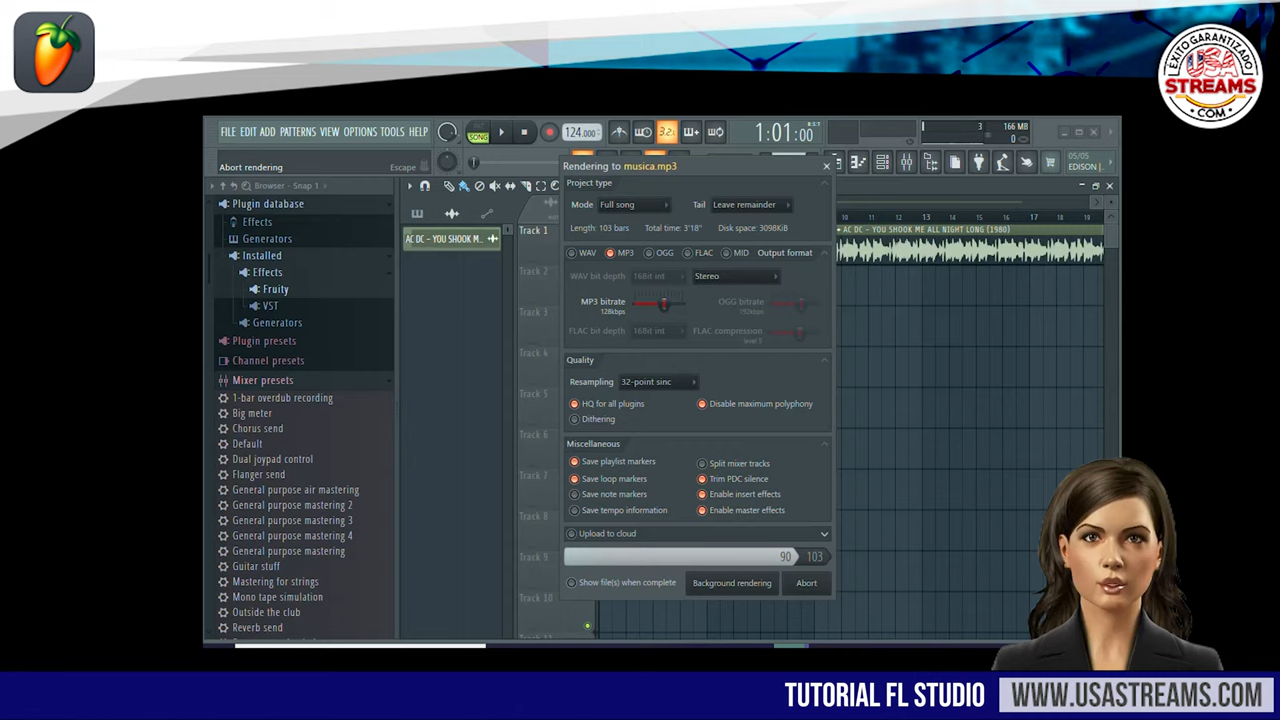 ÉXITO GARANTIZADO
USA
STREAMS
.COM
FILE EDIT ADD PATTERNS VIEW OPTIONS TOOLS HELP
SONG
124.000
3.2
1:01:00
B:S:T
3
166 MB
0
Abort rendering
Escape
05/05
EDISON
Browser - Snap 1
Plugin database
Effects
Generators
Installed
Effects
Fruity
VST
Generators
Plugin presets
Channel presets
Mixer presets
1-bar overdub recording
Big meter
Chorus send
Default
Dual joypad control
Flanger send
General purpose air mastering
General purpose mastering 2
General purpose mastering 3
General purpose mastering 4
General purpose mastering
Guitar stuff
Mastering for strings
Mono tape simulation
Outside the club
Reverb send
AC DC - YOU SHOOK M..
Track 1
Track 2
Track 3
Track 4
Track 5
Track 6
Track 7
Track 8
Track 9
Track 10
Rendering to musica.mp3
Project type
Mode Full song Tail Leave remainder
Length: 103 bars Total time: 3'18" Disk space: 3098KiB
WAV MP3 OGG FLAC MID Output format
WAV bit depth 16Bit int Stereo
MP3 bitrate
128kbps
OGG bitrate
192kbps
FLAC bit depth 16Bit int FLAC compression
level 5
Quality
Resampling 32-point sinc
HQ for all plugins Disable maximum polyphony
Dithering
Miscellaneous
Save playlist markers Split mixer tracks
Save loop markers Trim PDC silence
Save note markers Enable insert effects
Save tempo information Enable master effects
Upload to cloud
90 103
Show file(s) when complete Background rendering Abort
10 11 12 13 14 15 16 17 18 19
AC DC - YOU SHOOK ME ALL NIGHT LONG (1980)
TUTORIAL FL STUDIO WWW.USASTREAMS.COM